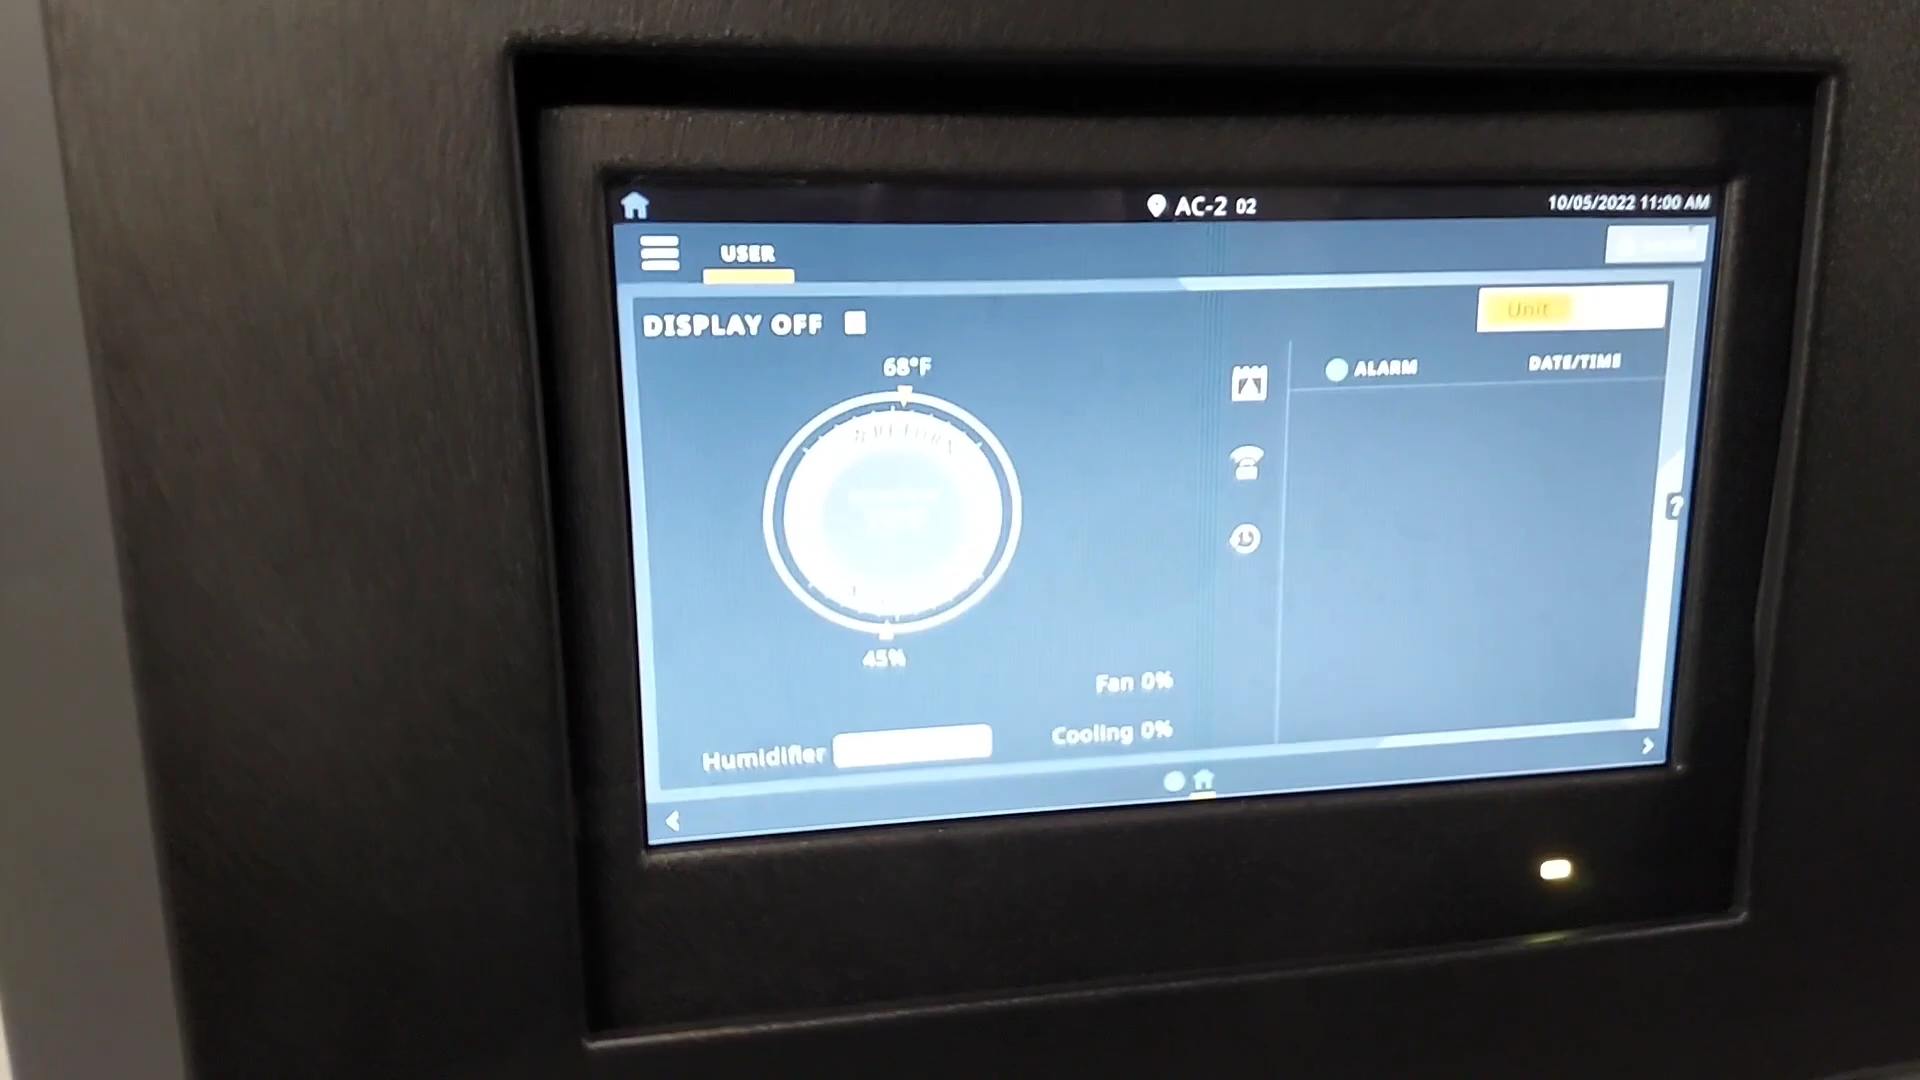 AC-2 02
10/05/2022 11:00 AM
USER
DISPLAY OFF
Unit
68°F
ALARM
DATE/TIME
?
45%
Fan 0%
Cooling 0%
Humidifier